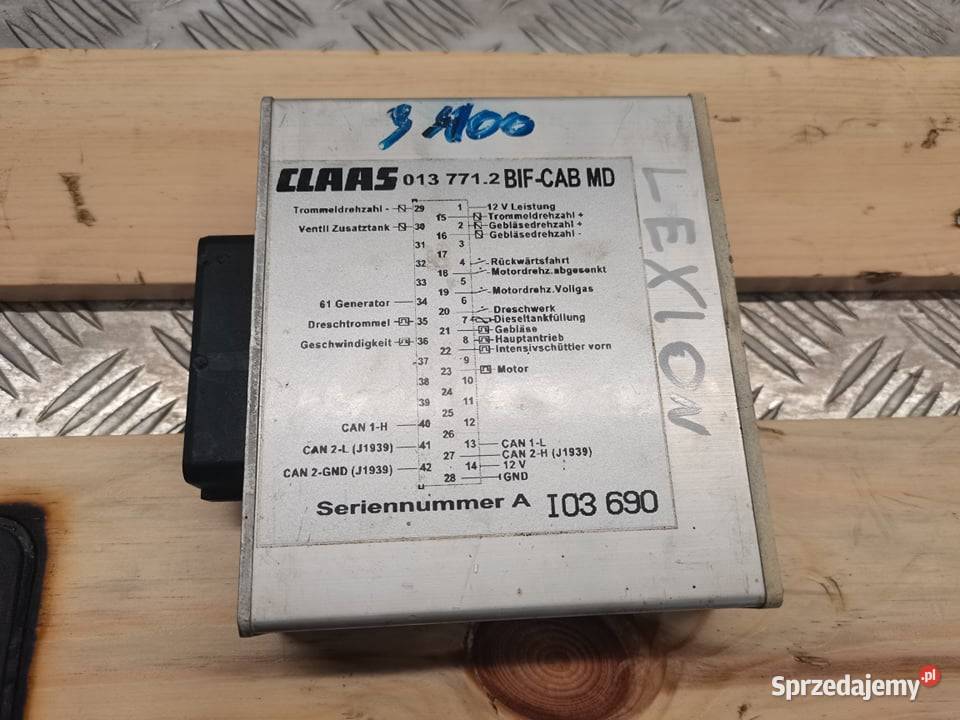 3 A100
CLAAS 013 771.2 BIF-CAB MD
Trommeldrehzahl - 29 1 12 V Leistung
15 Trommeldrehzahl +
Ventil Zusatztank 30 2 Gebläsedrehzahl +
16 Gebläsedrehzahl -
31 3
17
32 4 Rückwärtsfahrt
18 Motordrehz.abgesenkt
33 5
19 Motordrehz.Vollgas
61 Generator 34 6
20 Dreschwerk
Dreschtrommel 35 7 Dieseltankfüllung
21 Gebläse
Geschwindigkeit 36 8 Hauptantrieb
22 Intensivschüttler vorn
37 9
23 Motor
38 10
24
39 11
25
CAN 1-H 40 12
26
CAN 2-L (J1939) 41 13 CAN 1-L
27 CAN 2-H (J1939)
CAN 2-GND (J1939) 42 14 12 V
28 GND
Seriennummer A I03 690
LEXION
Sprzedajemy.pl